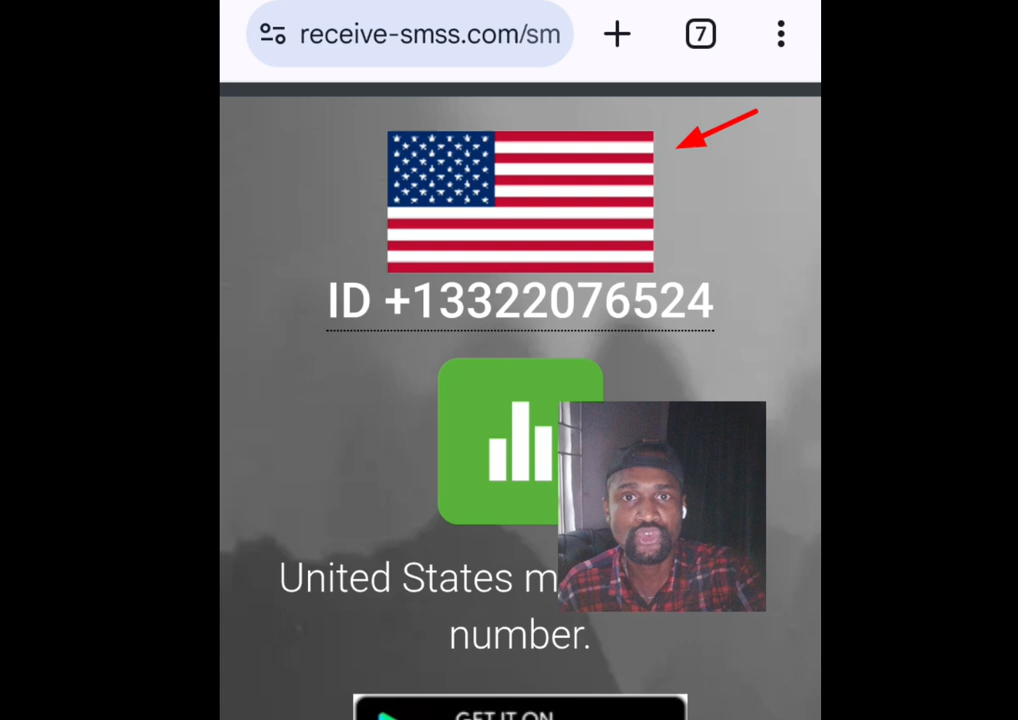 receive-smss.com/sm
7
ID +13322076524
United States m
number.
GET IT ON